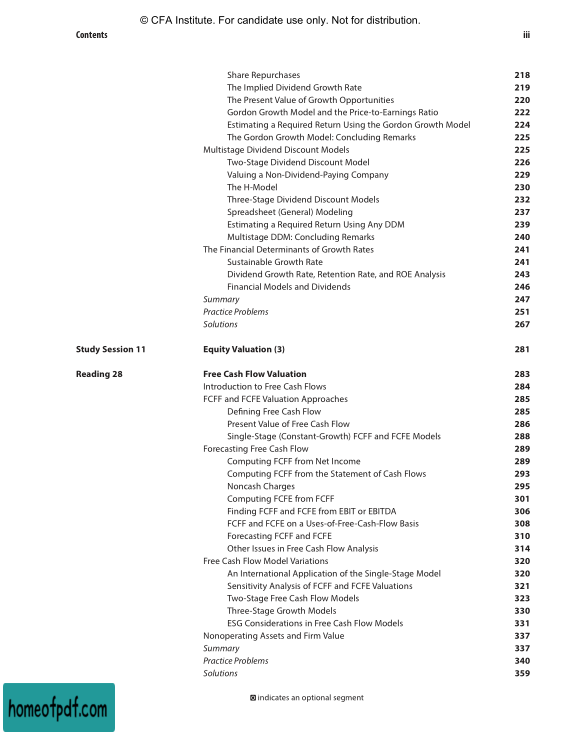 © CFA Institute. For candidate use only. Not for distribution.
Contents iii
Share Repurchases 218
The Implied Dividend Growth Rate 219
The Present Value of Growth Opportunities 220
Gordon Growth Model and the Price-to-Earnings Ratio 222
Estimating a Required Return Using the Gordon Growth Model 224
The Gordon Growth Model: Concluding Remarks 225
Multistage Dividend Discount Models 225
Two-Stage Dividend Discount Model 226
Valuing a Non-Dividend-Paying Company 229
The H-Model 230
Three-Stage Dividend Discount Models 232
Spreadsheet (General) Modeling 237
Estimating a Required Return Using Any DDM 239
Multistage DDM: Concluding Remarks 240
The Financial Determinants of Growth Rates 241
Sustainable Growth Rate 241
Dividend Growth Rate, Retention Rate, and ROE Analysis 243
Financial Models and Dividends 246
Summary 247
Practice Problems 251
Solutions 267
Study Session 11 Equity Valuation (3) 281
Reading 28 Free Cash Flow Valuation 283
Introduction to Free Cash Flows 284
FCFF and FCFE Valuation Approaches 285
Defining Free Cash Flow 285
Present Value of Free Cash Flow 286
Single-Stage (Constant-Growth) FCFF and FCFE Models 288
Forecasting Free Cash Flow 289
Computing FCFF from Net Income 289
Computing FCFF from the Statement of Cash Flows 293
Noncash Charges 295
Computing FCFE from FCFF 301
Finding FCFF and FCFE from EBIT or EBITDA 306
FCFF and FCFE on a Uses-of-Free-Cash-Flow Basis 308
Forecasting FCFF and FCFE 310
Other Issues in Free Cash Flow Analysis 314
Free Cash Flow Model Variations 320
An International Application of the Single-Stage Model 320
Sensitivity Analysis of FCFF and FCFE Valuations 321
Two-Stage Free Cash Flow Models 323
Three-Stage Growth Models 330
ESG Considerations in Free Cash Flow Models 331
Nonoperating Assets and Firm Value 337
Summary 337
Practice Problems 340
Solutions 359
indicates an optional segment
homeofpdf.com